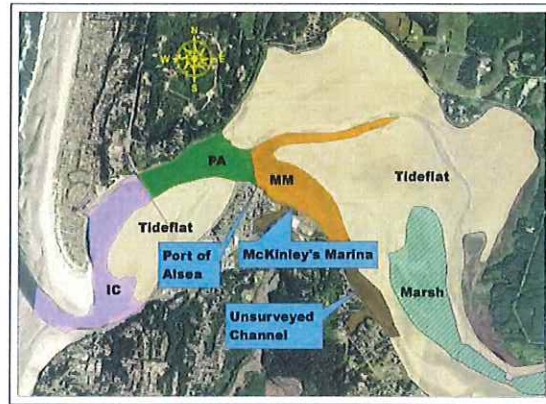 N
W E
S
PA
MM
Tideflat
Tideflat
Port of
Alsea
McKinley's Marina
IC
Marsh
Unsurveyed
Channel